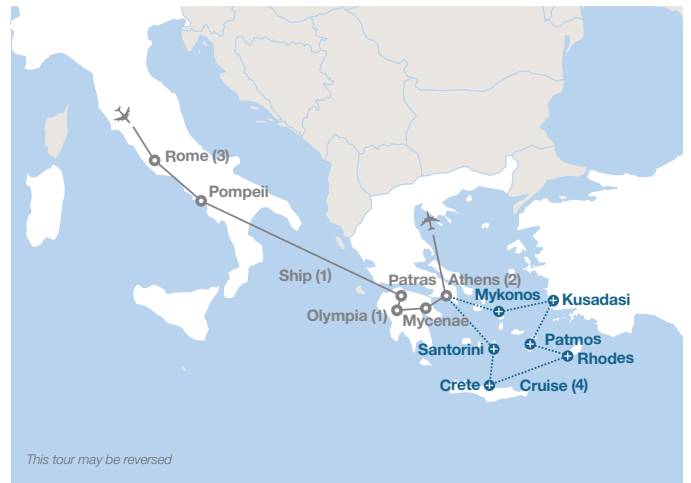 Rome (3)
Pompeii
Ship (1)
Patras
Athens (2)
Mykonos
Kusadasi
Olympia (1)
Mycenae
Santorini
Patmos
Rhodes
Crete
Cruise (4)
This tour may be reversed